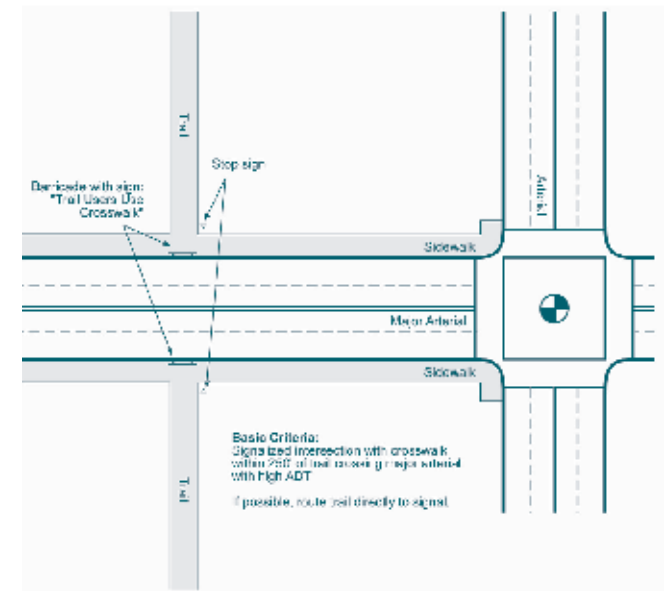 Trail
Stop sign
Barricade with sign:
"Trail Users Use
Crosswalk"
Arterial
Sidewalk
Major Arterial
Sidewalk
Basic Criteria:
Signalized intersection with crosswalk
within 250' of trail crossing major arterial
with high ADT
If possible, route trail directly to signal.
Trail